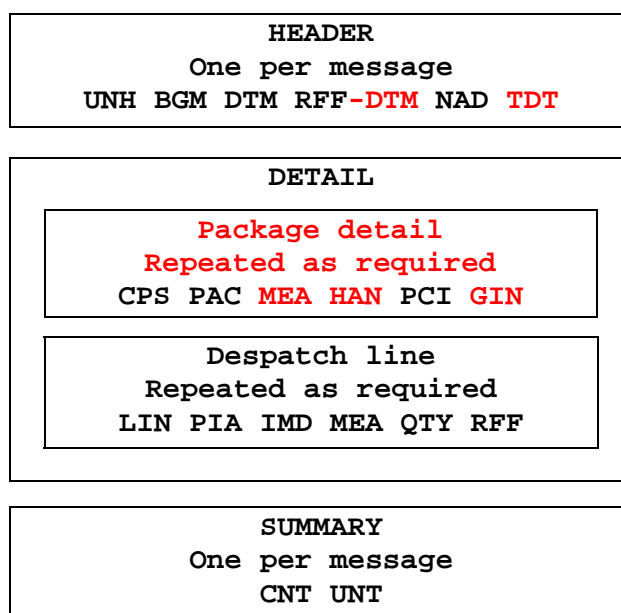 HEADER
One per message
UNH BGM DTM RFF-DTM NAD TDT
DETAIL
Package detail
Repeated as required
CPS PAC MEA HAN PCI GIN
Despatch line
Repeated as required
LIN PIA IMD MEA QTY RFF
SUMMARY
One per message
CNT UNT